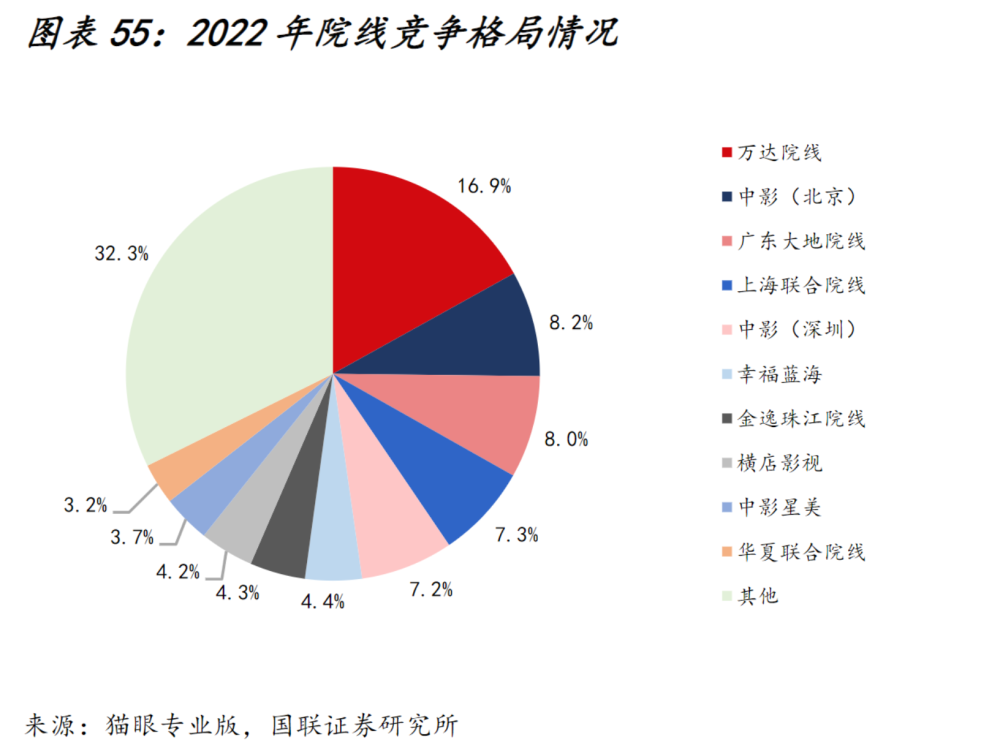 图表 55：2022 年院线竞争格局情况
16.9%
8.2%
8.0%
7.3%
7.2%
4.4%
4.3%
4.2%
3.7%
3.2%
32.3%
万达院线
中影（北京）
广东大地院线
上海联合院线
中影（深圳）
幸福蓝海
金逸珠江院线
横店影视
中影星美
华夏联合院线
其他
来源：猫眼专业版，国联证券研究所